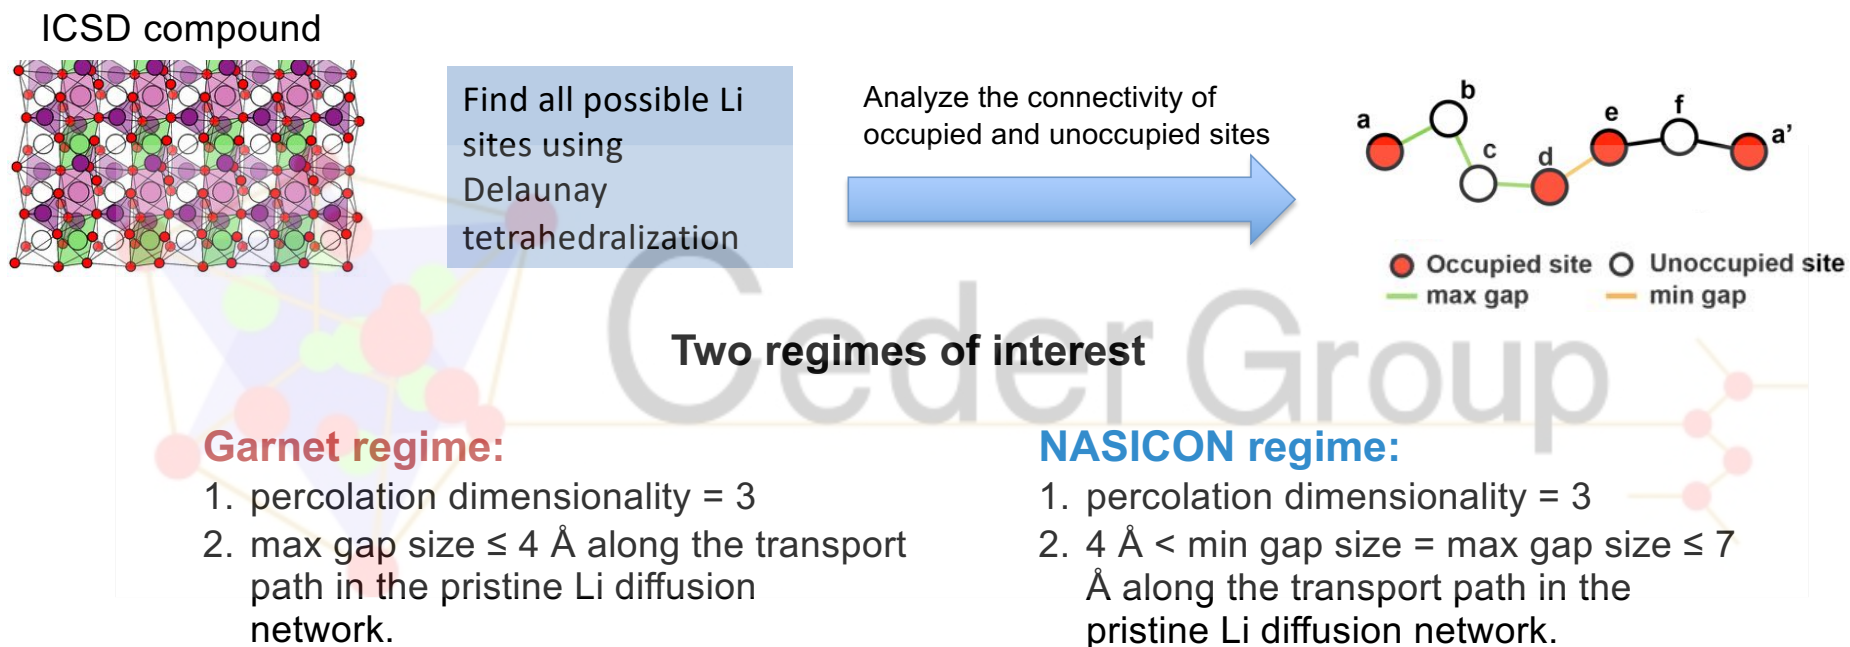 ICSD compound
Find all possible Li
sites using
Delaunay
tetrahedralization
Analyze the connectivity of
occupied and unoccupied sites
a
b
c
d
e
f
a’
Occupied site
Unoccupied site
max gap
min gap
Ceder Group
Two regimes of interest
Garnet regime:
1. percolation dimensionality = 3
2. max gap size ≤ 4 Å along the transport
path in the pristine Li diffusion
network.
NASICON regime:
1. percolation dimensionality = 3
2. 4 Å < min gap size = max gap size ≤ 7
Å along the transport path in the
pristine Li diffusion network.